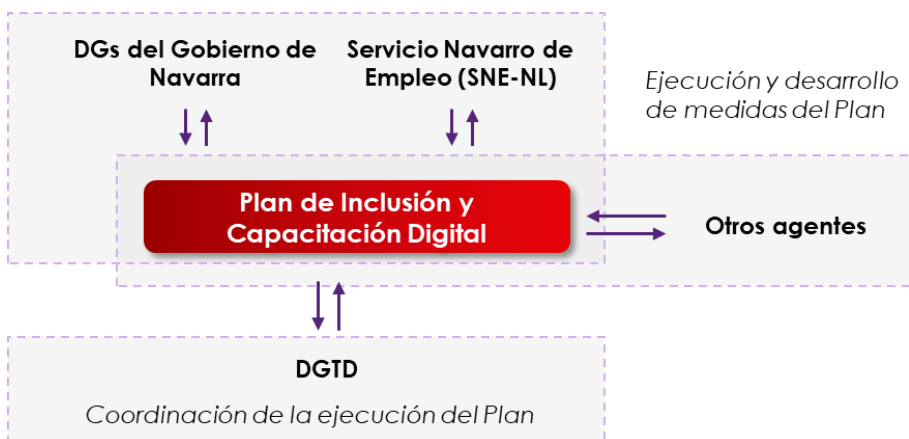 DGs del Gobierno de
Navarra
Servicio Navarro de
Empleo (SNE-NL)
Ejecución y desarrollo
de medidas del Plan
Plan de Inclusión y
Capacitación Digital
Otros agentes
DGTD
Coordinación de la ejecución del Plan